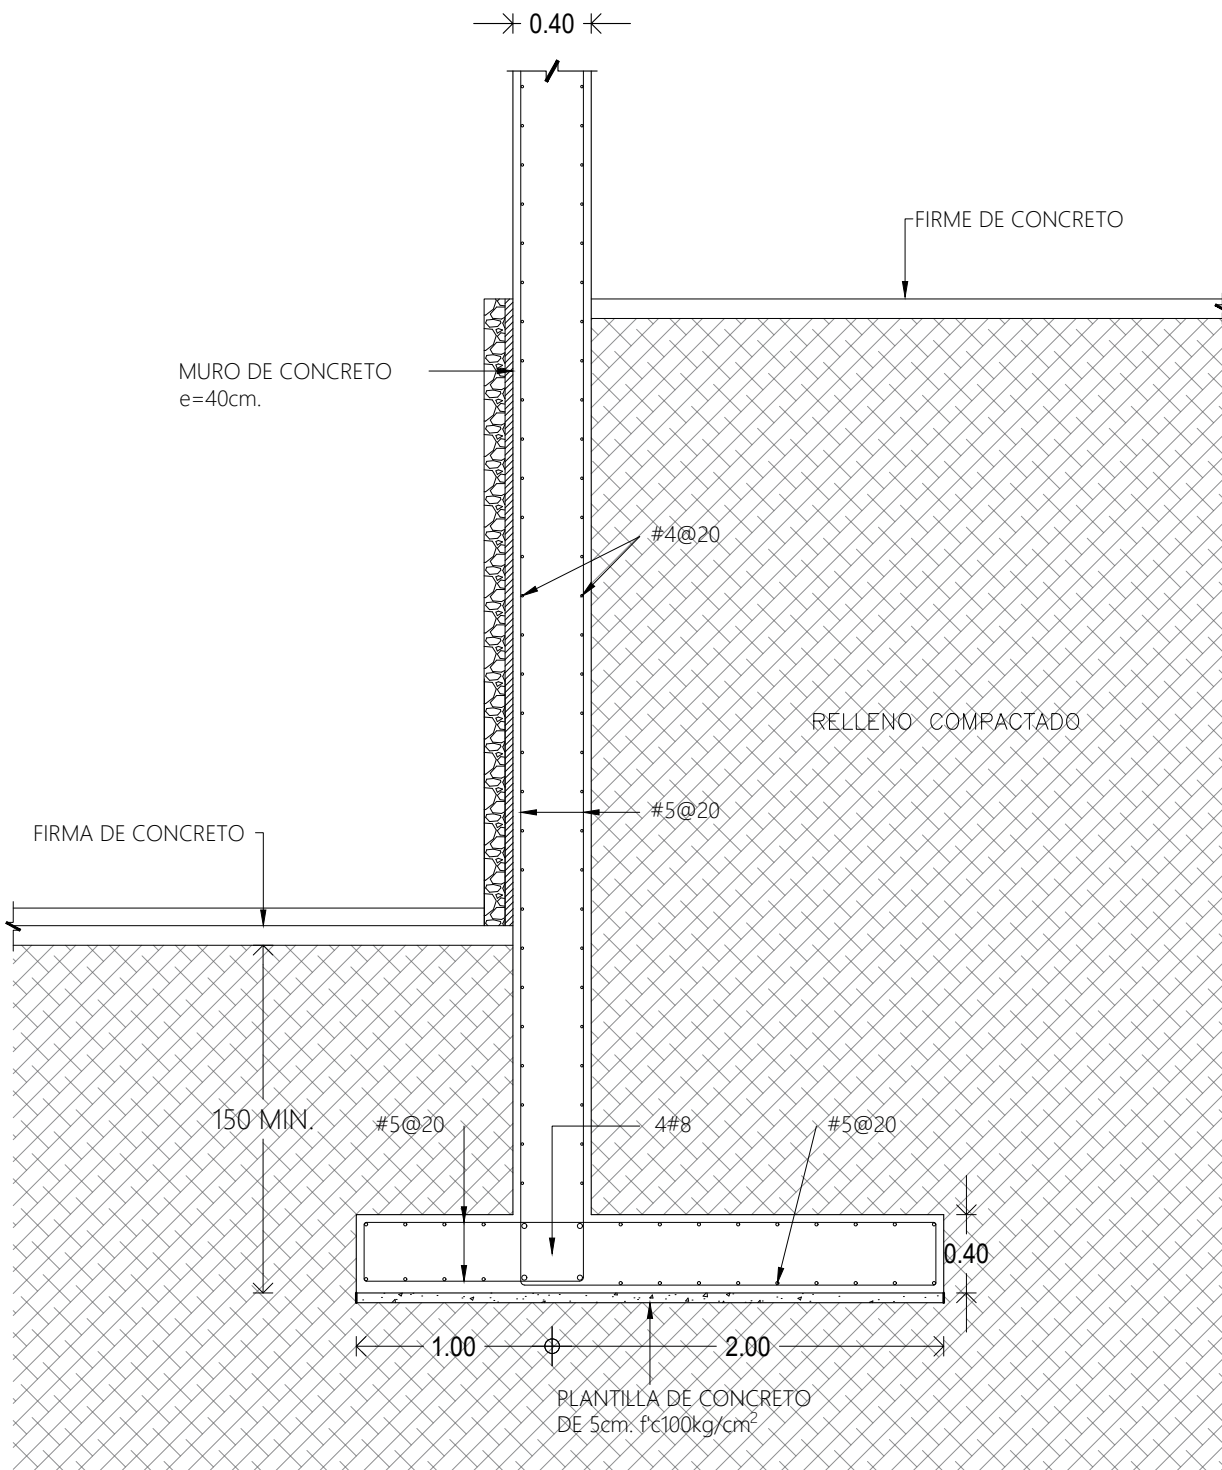 0.40
FIRME DE CONCRETO
MURO DE CONCRETO
e=40cm.
#4@20
RELLENO COMPACTADO
#5@20
FIRMA DE CONCRETO
150 MIN.
#5@20
4#8
#5@20
0.40
1.00
2.00
PLANTILLA DE CONCRETO
DE 5cm. f'c100kg/cm²